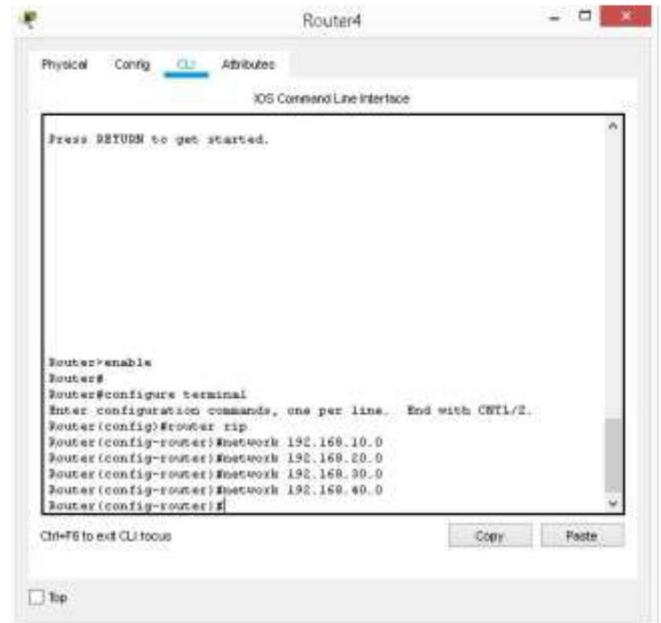 Router4
Physical Config CLI Attributes
IOS Command Line Interface
Press RETURN to get started.
Router>enable
Router#
Router#configure terminal
Enter configuration commands, one per line. End with CNTL/Z.
Router(config)#router rip
Router(config-router)#network 192.168.10.0
Router(config-router)#network 192.168.20.0
Router(config-router)#network 192.168.30.0
Router(config-router)#network 192.168.40.0
Router(config-router)#
Ctrl+F6 to exit CLI focus
Copy Paste
Top